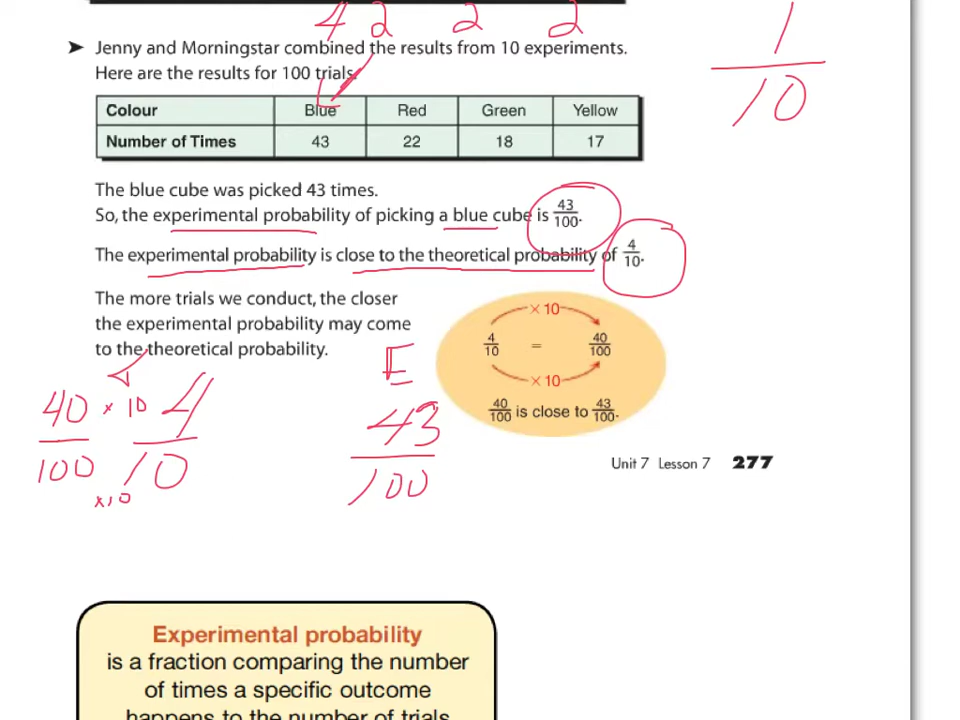 4 2 2 2
➤ Jenny and Morningstar combined the results from 10 experiments.
Here are the results for 100 trials.
1
10
Colour Blue Red Green Yellow
Number of Times 43 22 18 17
The blue cube was picked 43 times.
So, the experimental probability of picking a blue cube is 43/100.
The experimental probability is close to the theoretical probability of 4/10.
The more trials we conduct, the closer
the experimental probability may come
to the theoretical probability.
× 10
4/10 = 40/100
× 10
40/100 is close to 43/100.
E
40 × 10 4
100 10
×10
43
100
Unit 7 Lesson 7 277
Experimental probability
is a fraction comparing the number
of times a specific outcome
happens to the number of trials